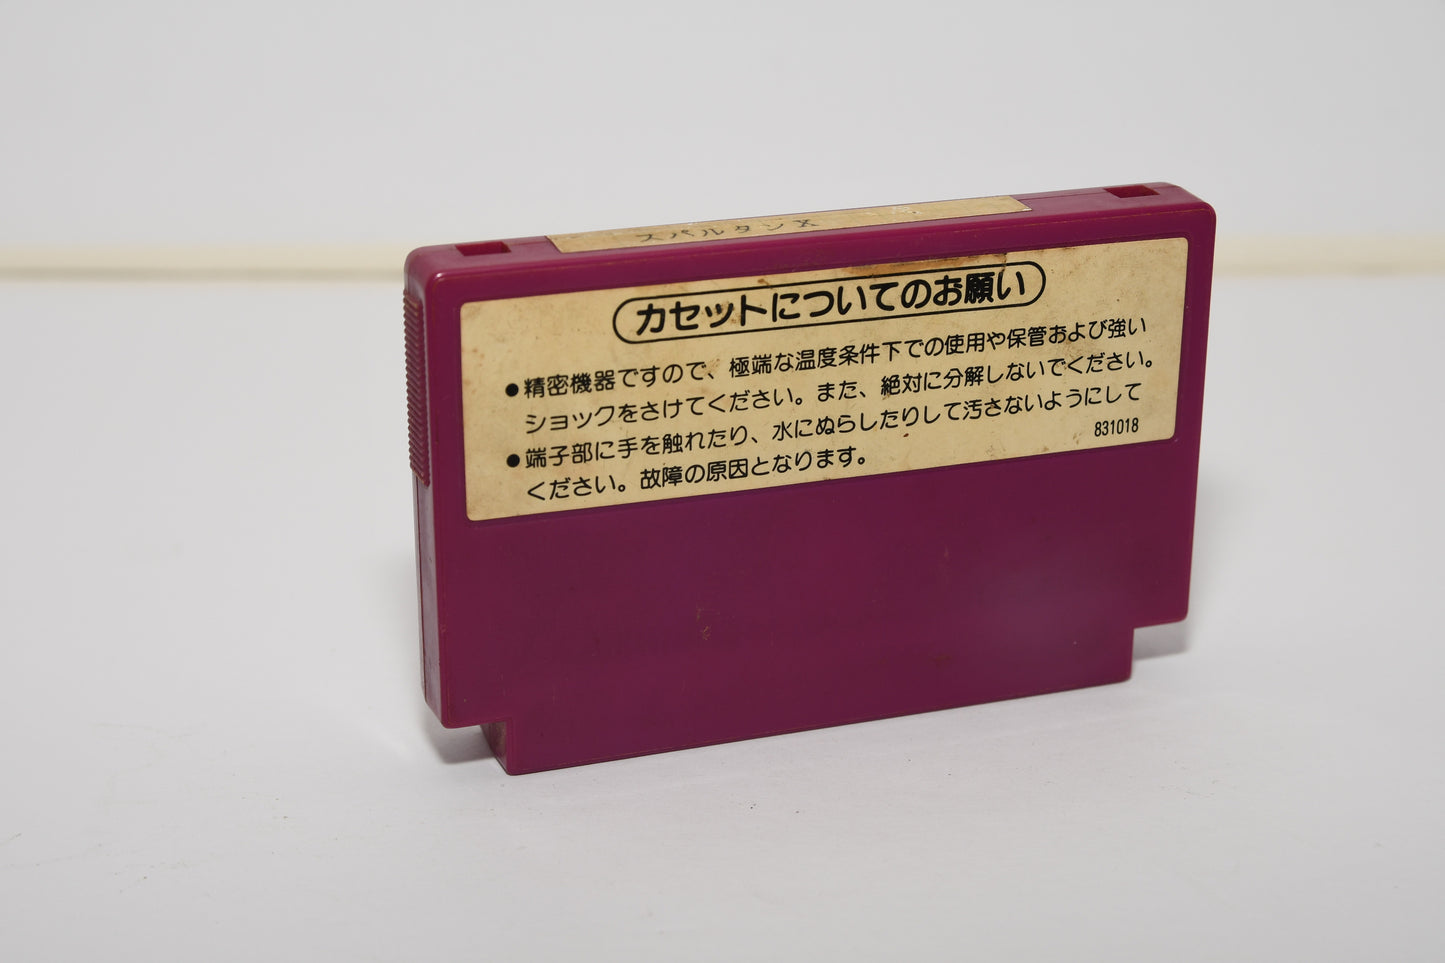 スパルタンX
カセットについてのお願い
●精密機器ですので、極端な温度条件下での使用や保管および強い
ショックをさけてください。また、絶対に分解しないでください。
●端子部に手を触れたり、水にぬらしたりして汚さないようにして
ください。故障の原因となります。
831018